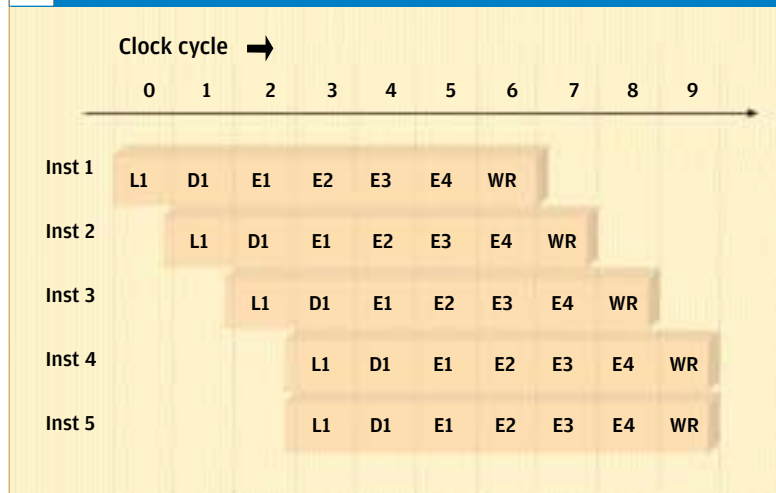 Clock cycle
0 1 2 3 4 5 6 7 8 9
Inst 1 L1 D1 E1 E2 E3 E4 WR
Inst 2 L1 D1 E1 E2 E3 E4 WR
Inst 3 L1 D1 E1 E2 E3 E4 WR
Inst 4 L1 D1 E1 E2 E3 E4 WR
Inst 5 L1 D1 E1 E2 E3 E4 WR